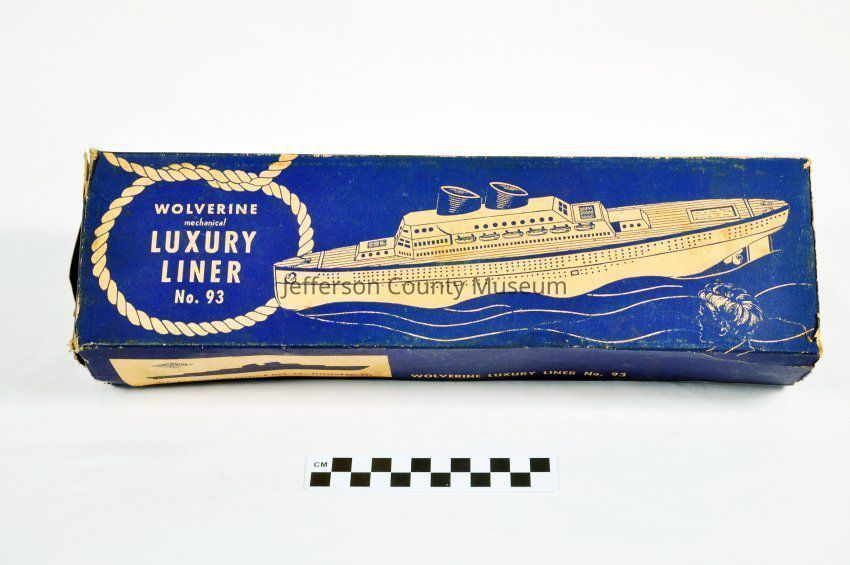 WOLVERINE
mechanical
LUXURY
LINER
No. 93
Jefferson County Museum
WOLVERINE LUXURY LINER No. 93
CM